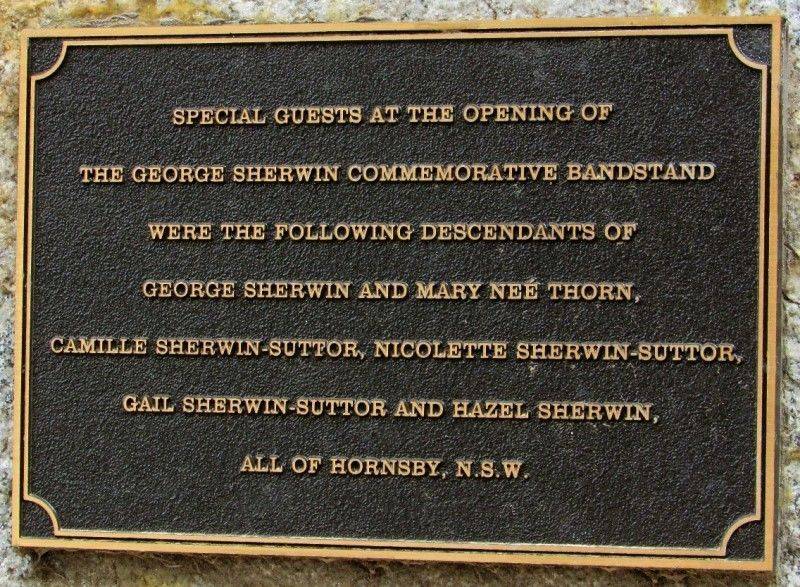 SPECIAL GUESTS AT THE OPENING OF
THE GEORGE SHERWIN COMMEMORATIVE BANDSTAND
WERE THE FOLLOWING DESCENDANTS OF
GEORGE SHERWIN AND MARY NEE THORN,
CAMILLE SHERWIN-SUTTOR, NICOLETTE SHERWIN-SUTTOR,
GAIL SHERWIN-SUTTOR AND HAZEL SHERWIN,
ALL OF HORNSBY, N.S.W.